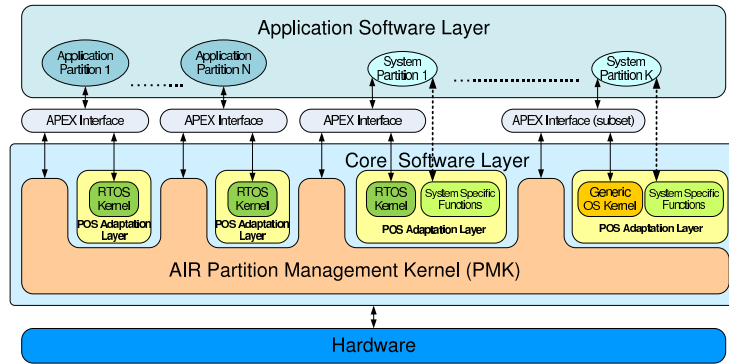 Application Software Layer
Application
Partition 1
Application
Partition N
System
Partition 1
System
Partition K
APEX Interface
APEX Interface
APEX Interface
APEX Interface (subset)
Core Software Layer
RTOS
Kernel
POS Adaptation
Layer
RTOS
Kernel
POS Adaptation
Layer
RTOS
Kernel
System Specific
Functions
POS Adaptation Layer
Generic
OS Kernel
System Specific
Functions
POS Adaptation Layer
AIR Partition Management Kernel (PMK)
Hardware